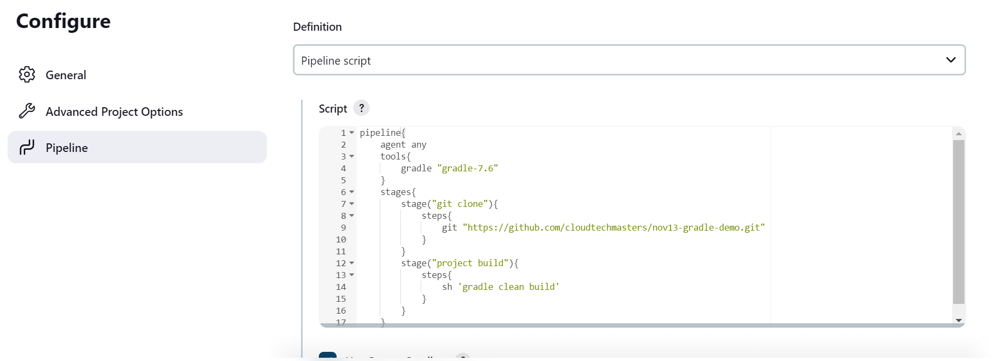 Configure
General
Advanced Project Options
Pipeline
Definition
Pipeline script
Script ?
1 pipeline{
2     agent any
3     tools{
4         gradle "gradle-7.6"
5     }
6     stages{
7         stage("git clone"){
8             steps{
9                 git "https://github.com/cloudtechmasters/nov13-gradle-demo.git"
10             }
11         }
12         stage("project build"){
13             steps{
14                 sh 'gradle clean build'
15             }
16         }
17     }